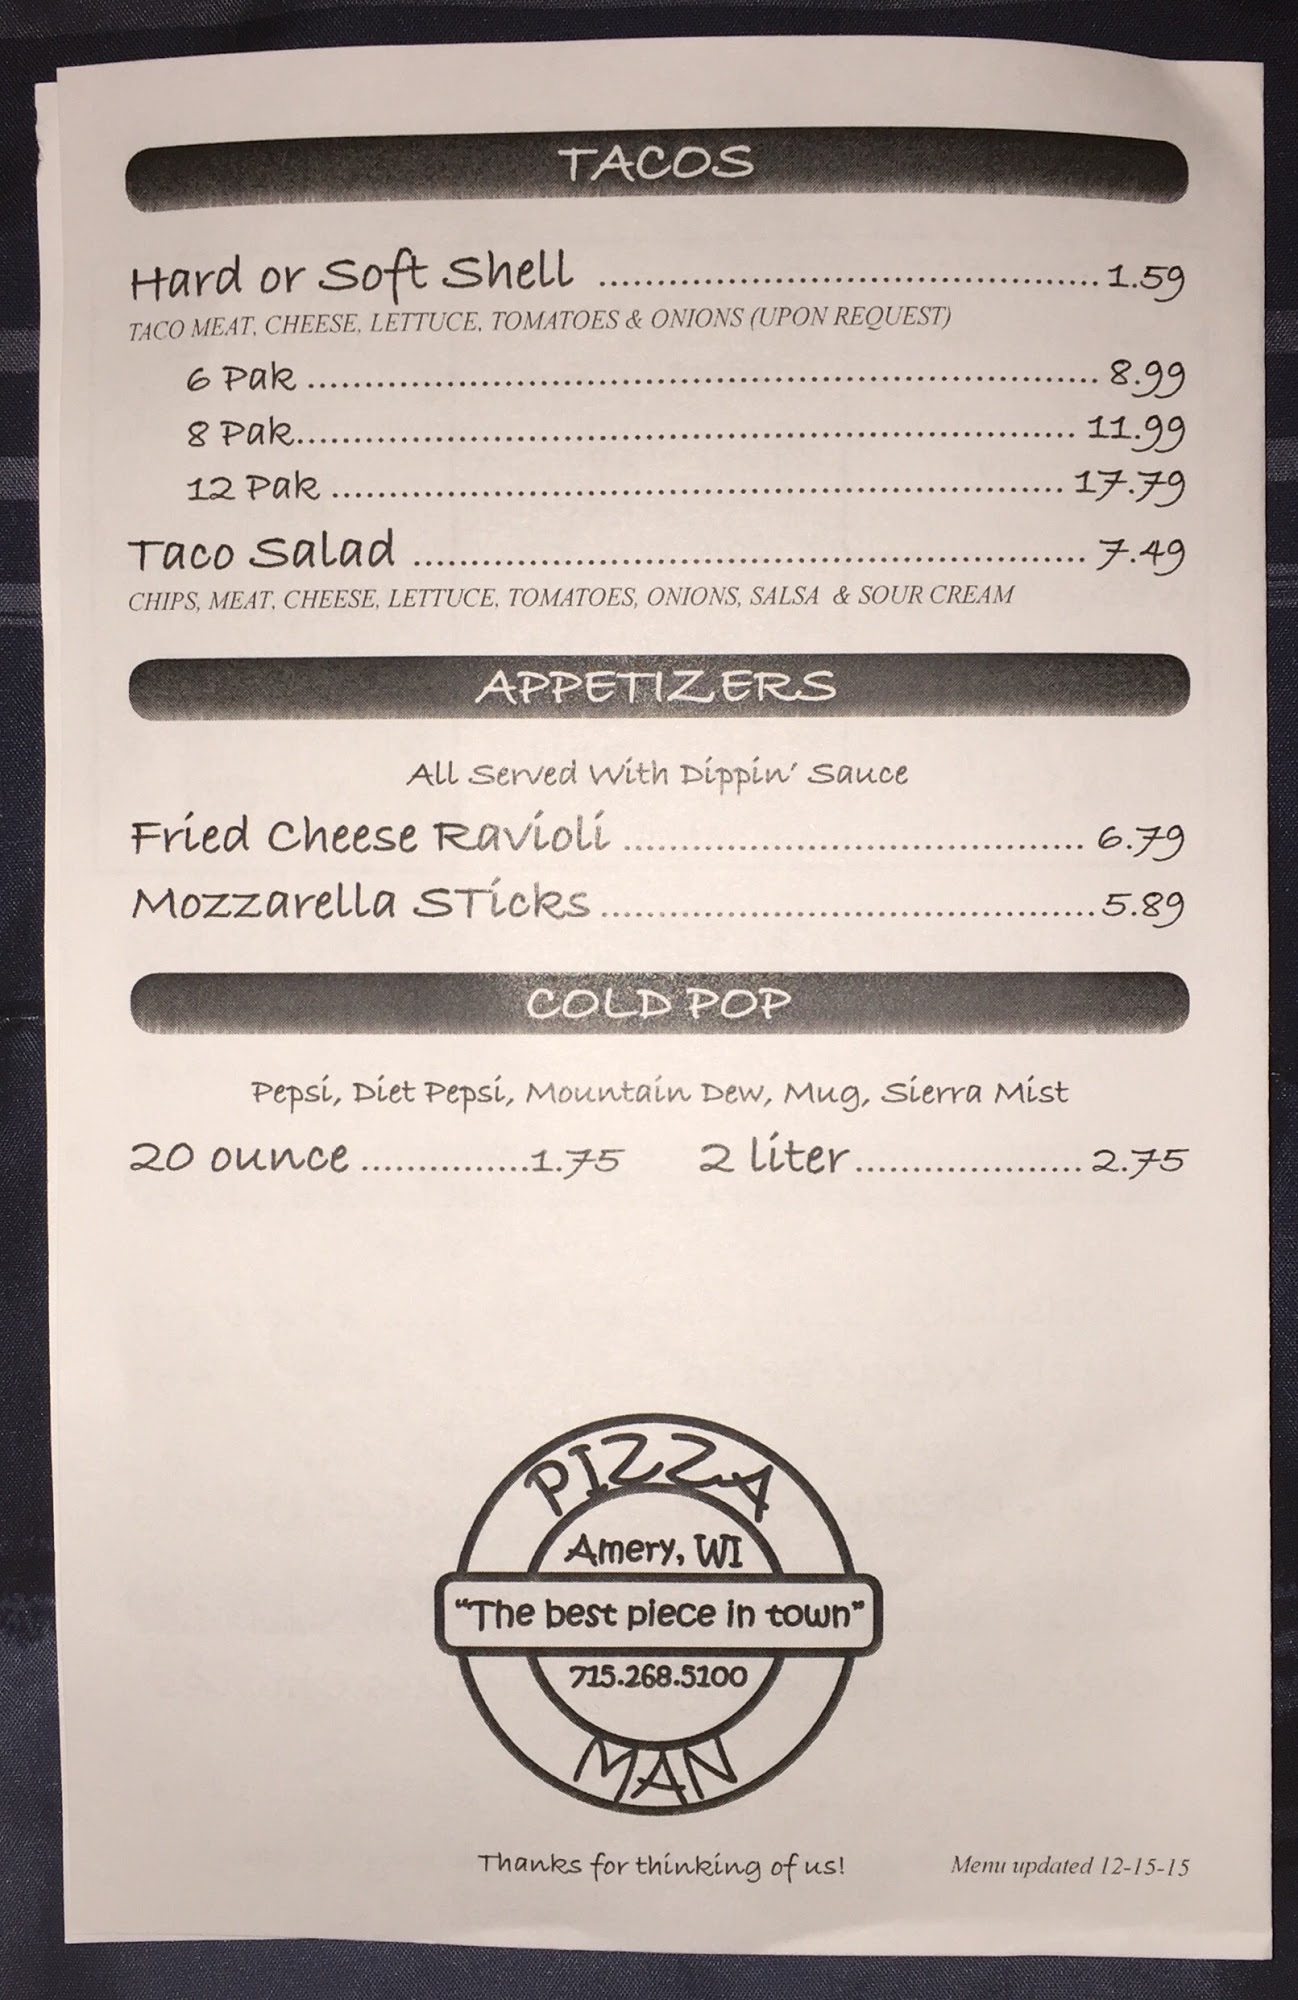 TACOS
Hard or Soft Shell ........................................ 1.59
TACO MEAT, CHEESE, LETTUCE, TOMATOES & ONIONS (UPON REQUEST)
6 Pak ........................................ 8.99
8 Pak ........................................ 11.99
12 Pak ........................................ 17.79
Taco Salad ........................................ 7.49
CHIPS, MEAT, CHEESE, LETTUCE, TOMATOES, ONIONS, SALSA & SOUR CREAM
APPETIZERS
All Served With Dippin' Sauce
Fried Cheese Ravioli ........................................ 6.79
Mozzarella STicks ........................................ 5.89
COLD POP
Pepsi, Diet Pepsi, Mountain Dew, Mug, Sierra Mist
20 ounce ............... 1.75 2 liter .................... 2.75
PIZZA
Amery, WI
"The best piece in town"
715.268.5100
MAN
Thanks for thinking of us! Menu updated 12-15-15